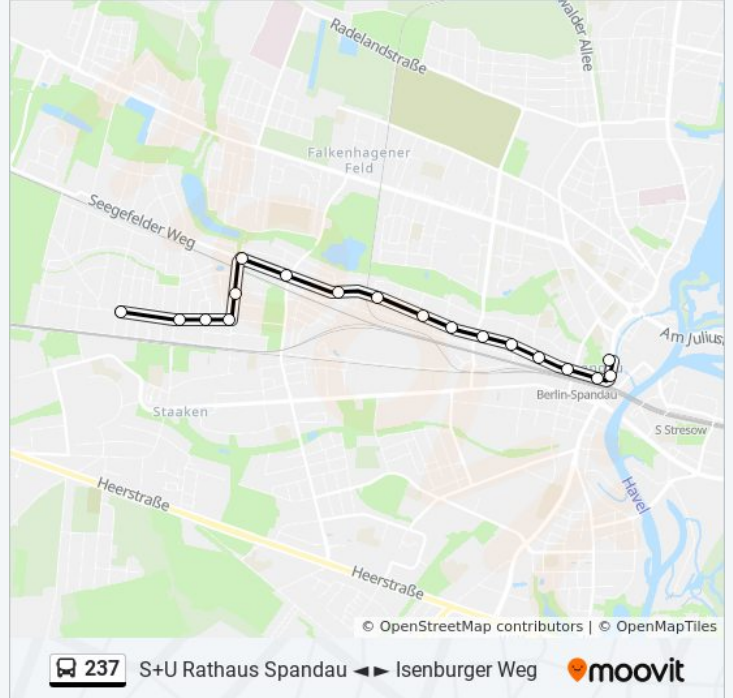 walder Allee
Radelandstraße
Falkenhagener
Feld
Seegefelder Weg
Am Julius
Berlin-Spandau
Staaken
S Stresow
Heerstraße
Havel
Heerstraße
© OpenStreetMap contributors | © OpenMapTiles
237 S+U Rathaus Spandau ◄ ► Isenburger Weg moovit